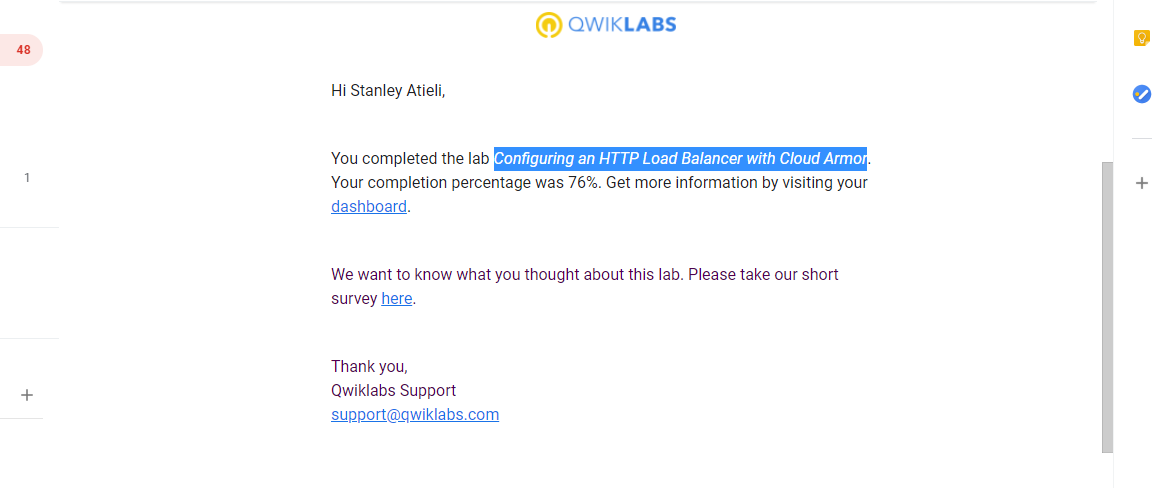 QWIKLABS
48
Hi Stanley Atieli,
You completed the lab Configuring an HTTP Load Balancer with Cloud Armor.
1
Your completion percentage was 76%. Get more information by visiting your
dashboard.
We want to know what you thought about this lab. Please take our short
survey here.
Thank you,
Qwiklabs Support
support@qwiklabs.com